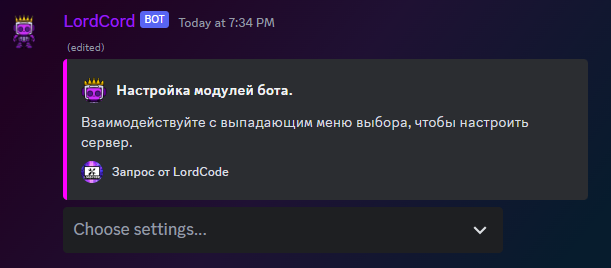 LordCord BOT Today at 7:34 PM
(edited)
Настройка модулей бота.
Взаимодействуйте с выпадающим меню выбора, чтобы настроить
сервер.
Запрос от LordCode
Choose settings...